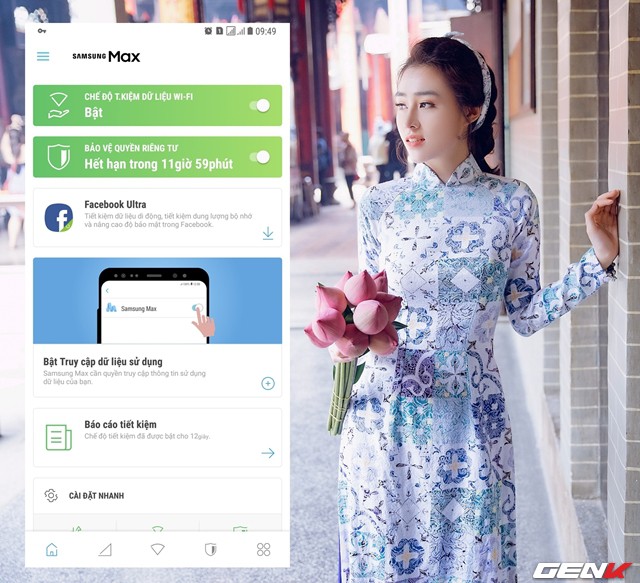 09:49
SAMSUNG Max
CHẾ ĐỘ T.KIỆM DỮ LIỆU WI-FI
Bật
BẢO VỆ QUYỀN RIÊNG TƯ
Hết hạn trong 11giờ 59phút
Facebook Ultra
Tiết kiệm dữ liệu di động, tiết kiệm dung lượng bộ nhớ
và nâng cao độ bảo mật trong Facebook.
Samsung Max
Bật Truy cập dữ liệu sử dụng
Samsung Max cần quyền truy cập thông tin sử dụng
dữ liệu của bạn.
Báo cáo tiết kiệm
Chế độ tiết kiệm đã được bật cho 12giây.
CÀI ĐẶT NHANH
GENK